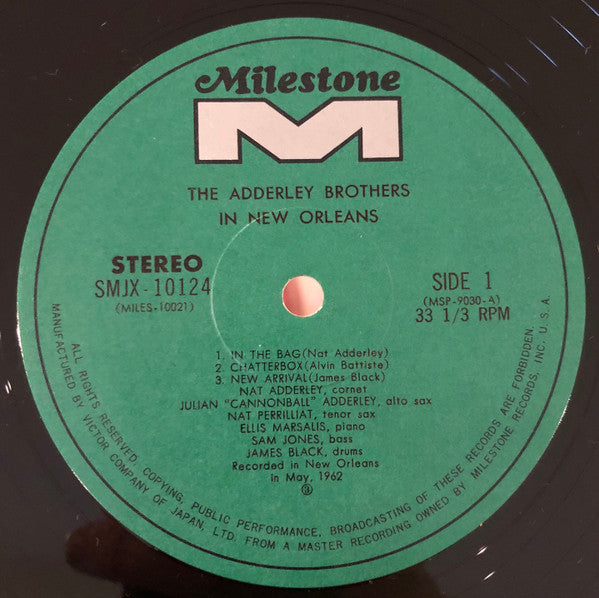 Milestone
M
THE ADDERLEY BROTHERS
IN NEW ORLEANS
STEREO
SMJX-10124
(MILES-10021)
SIDE 1
(MSP-9030-A)
33 1/3 RPM
1. IN THE BAG(Nat Adderley)
2. CHATTERBOX(Alvin Battiste)
3. NEW ARRIVAL(James Black)
NAT ADDERLEY, cornet
JULIAN "CANNONBALL" ADDERLEY, alto sax
NAT PERRILLIAT, tenor sax
ELLIS MARSALIS, piano
SAM JONES, bass
JAMES BLACK, drums
Recorded in New Orleans
in May, 1962
③
ALL RIGHTS RESERVED. COPYING, PUBLIC PERFORMANCE, BROADCASTING OF THESE RECORDS ARE FORBIDDEN.
MANUFACTURED BY VICTOR COMPANY OF JAPAN, LTD. FROM A MASTER RECORDING OWNED BY MILESTONE RECORDS, INC. U.S.A.